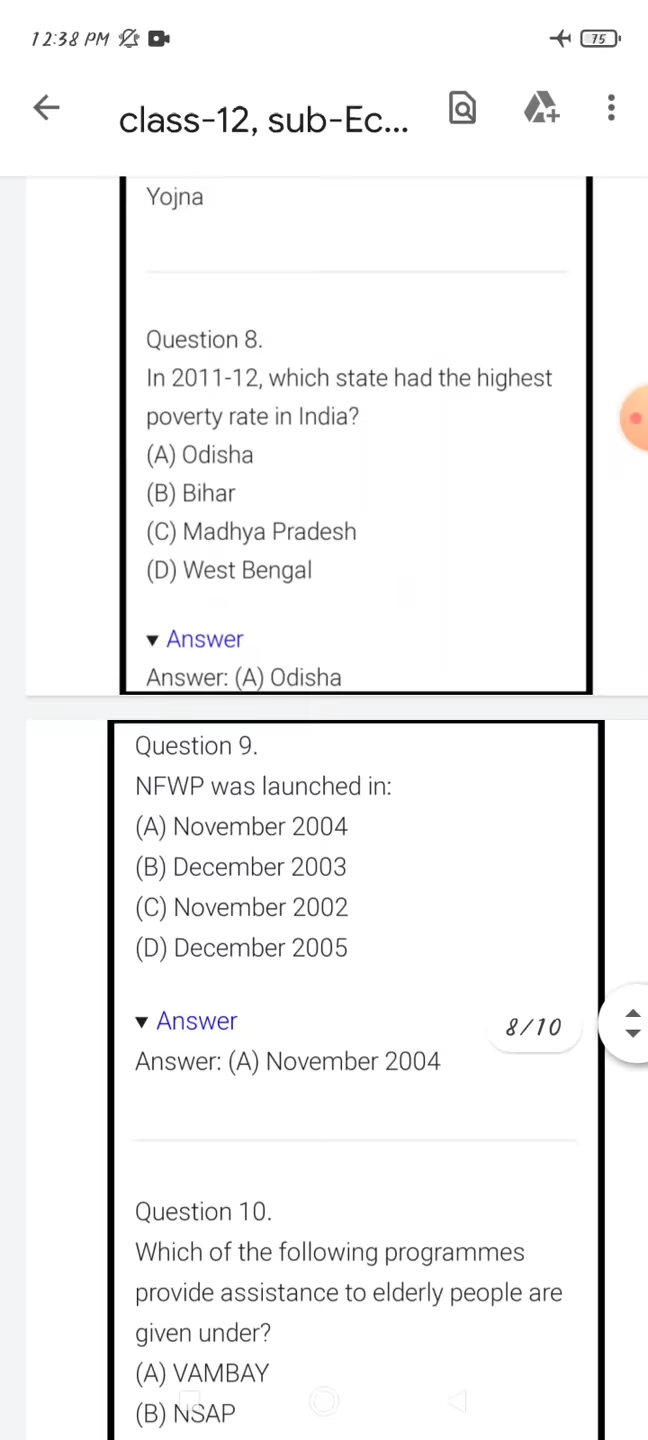 12:38 PM
75
class-12, sub-Ec...
Yojna
Question 8.
In 2011-12, which state had the highest
poverty rate in India?
(A) Odisha
(B) Bihar
(C) Madhya Pradesh
(D) West Bengal
▾ Answer
Answer: (A) Odisha
Question 9.
NFWP was launched in:
(A) November 2004
(B) December 2003
(C) November 2002
(D) December 2005
▾ Answer
8/10
Answer: (A) November 2004
Question 10.
Which of the following programmes
provide assistance to elderly people are
given under?
(A) VAMBAY
(B) NSAP